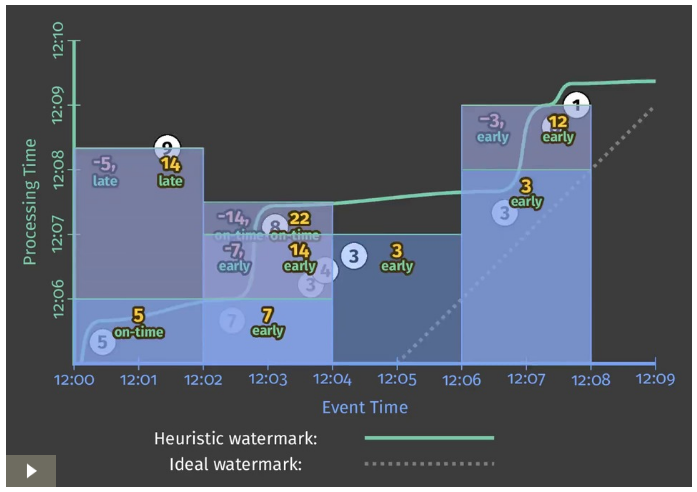 12:10
12:09
12:08
12:07
12:06
Processing Time
9
-5, 14
late late
5
on-time
5
-14, 8 22
on-time on-time
-7, 14
early early
4
3
7
7
early
3 3
early
-3, 12
early early
1
3
early
3
12:00 12:01 12:02 12:03 12:04 12:05 12:06 12:07 12:08 12:09
Event Time
Heuristic watermark:
Ideal watermark: